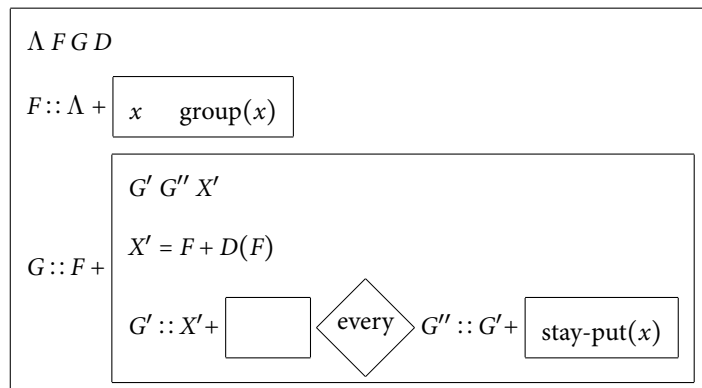 Λ F G D
F :: Λ + x group(x)
G′ G″ X′
X′ = F + D(F)
G :: F +
G′ :: X′+ every G″ :: G′+ stay-put(x)